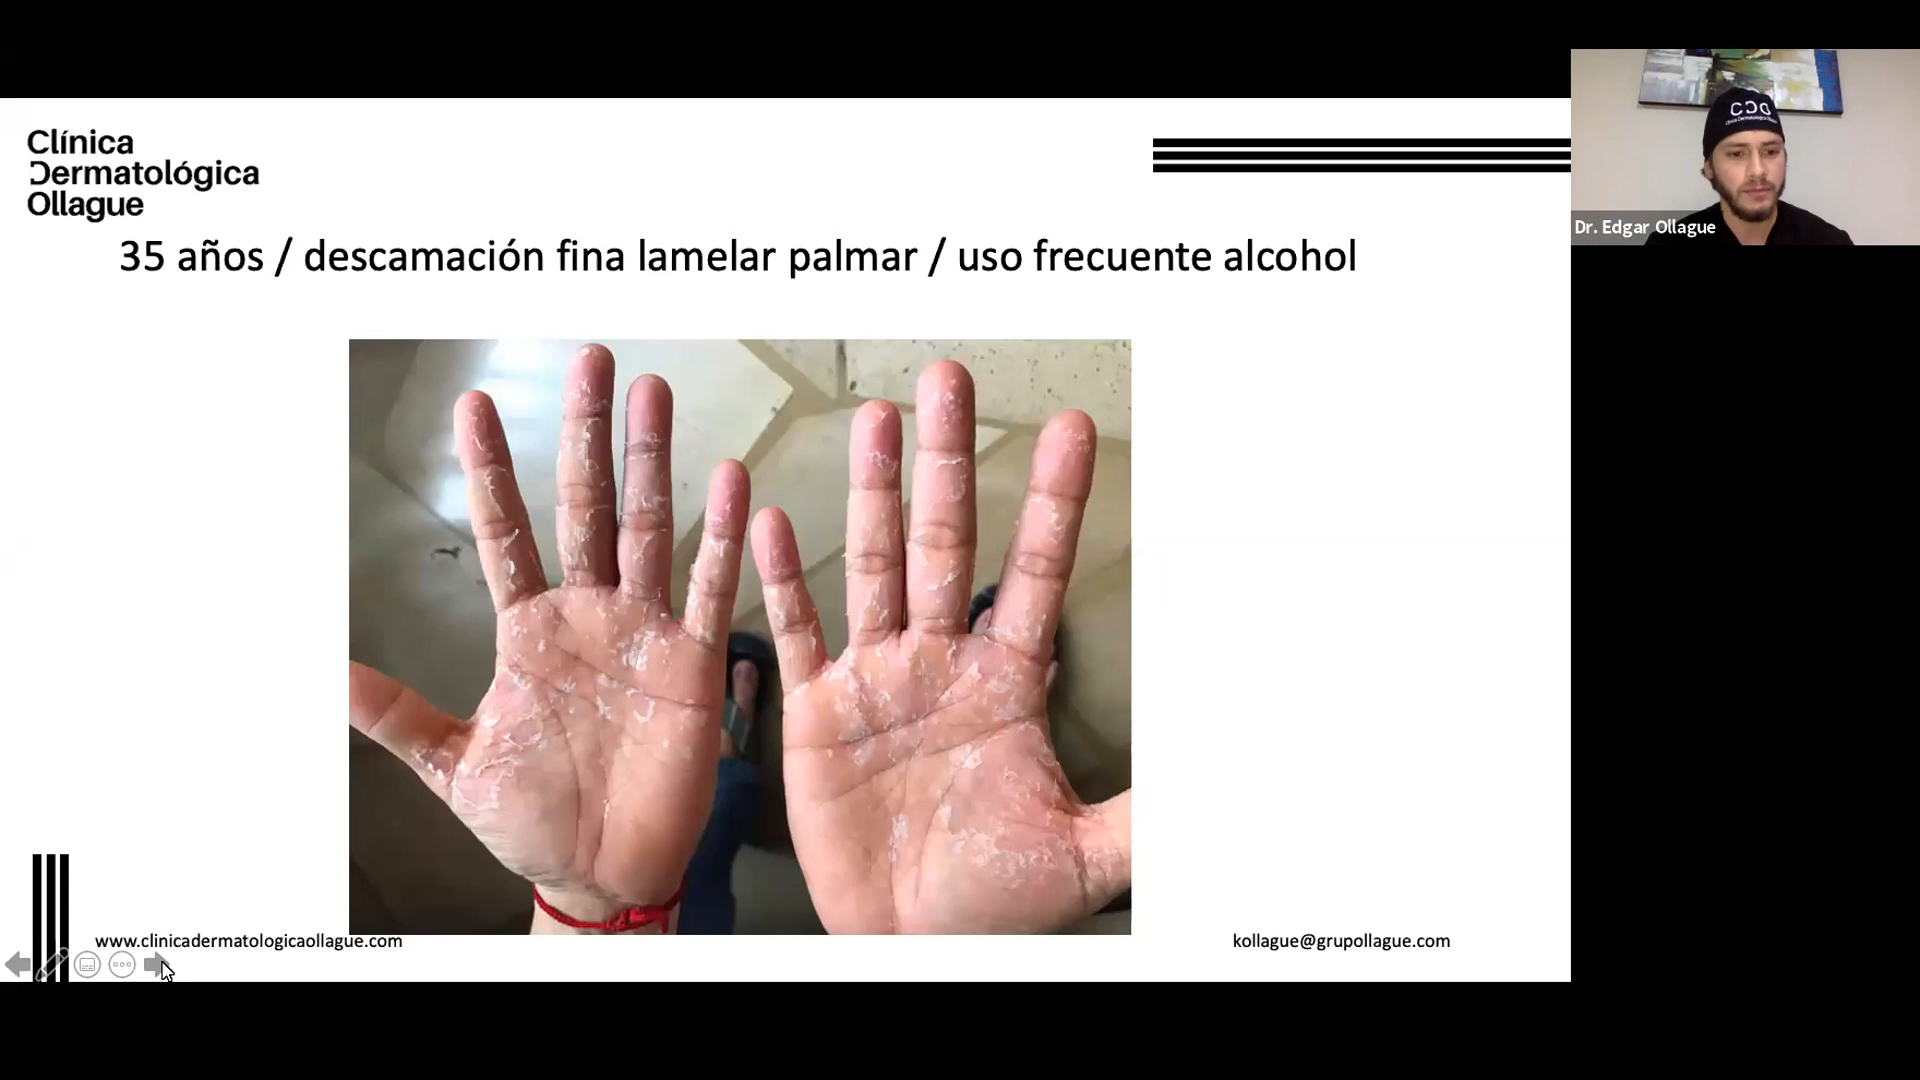 Clínica
Dermatológica
Ollague
35 años / descamación fina lamelar palmar / uso frecuente alcohol
CDO
Dr. Edgar Ollague
www.clinicadermatologicaollague.com
kollague@grupollague.com